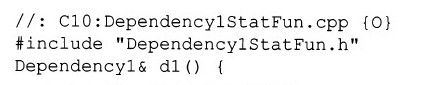 //: C10:Dependency1StatFun.cpp {O}
#include "Dependency1StatFun.h"
Dependency1& d1() {